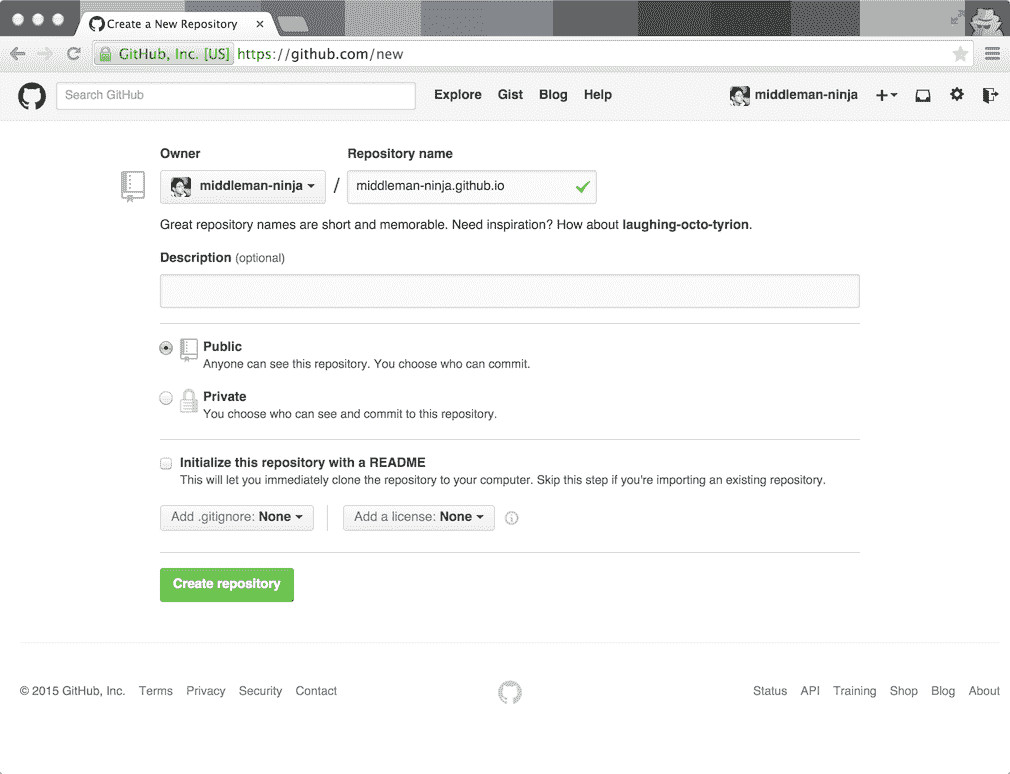 Create a New Repository ×
GitHub, Inc. [US] https://github.com/new
Search GitHub Explore Gist Blog Help middleman-ninja
Owner Repository name
middleman-ninja / middleman-ninja.github.io
Great repository names are short and memorable. Need inspiration? How about laughing-octo-tyrion.
Description (optional)
Public
Anyone can see this repository. You choose who can commit.
Private
You choose who can see and commit to this repository.
Initialize this repository with a README
This will let you immediately clone the repository to your computer. Skip this step if you're importing an existing repository.
Add .gitignore: None Add a license: None
Create repository
© 2015 GitHub, Inc. Terms Privacy Security Contact Status API Training Shop Blog About